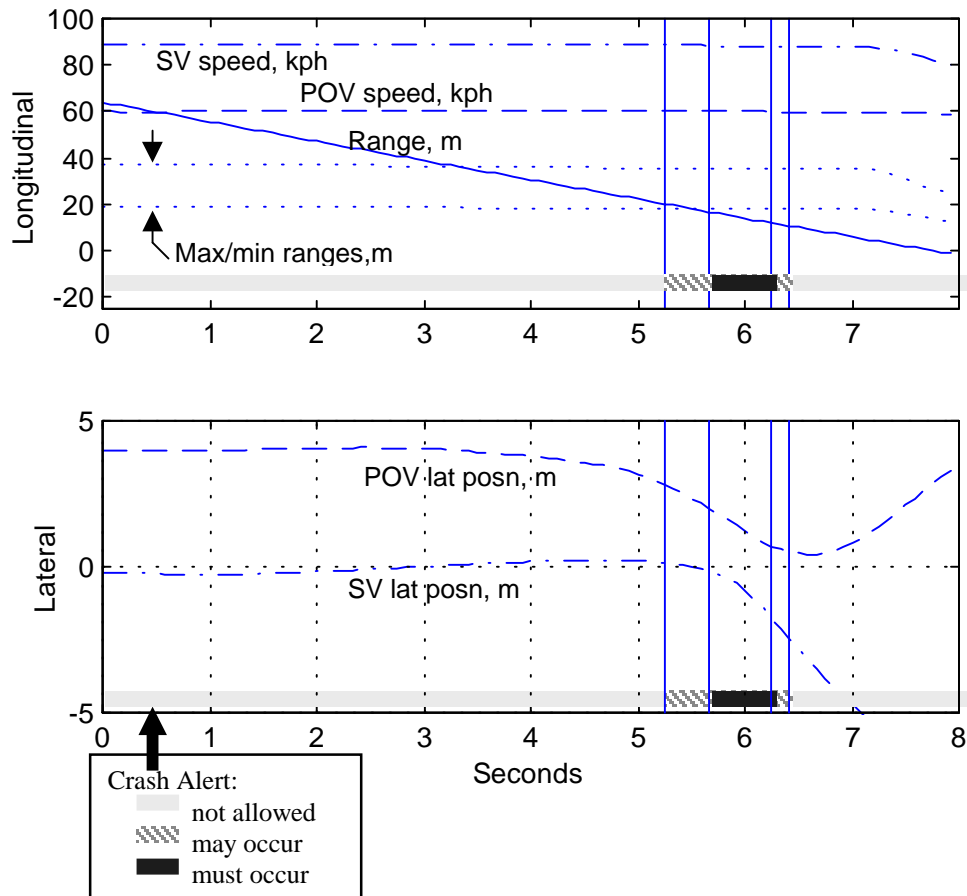 100
80
60
40
20
0
-20
Longitudinal
SV speed, kph
POV speed, kph
Range, m
Max/min ranges,m
0 1 2 3 4 5 6 7
5
0
-5
Lateral
POV lat posn, m
SV lat posn, m
0 1 2 3 4 5 6 7 8
Seconds
Crash Alert:
not allowed
may occur
must occur